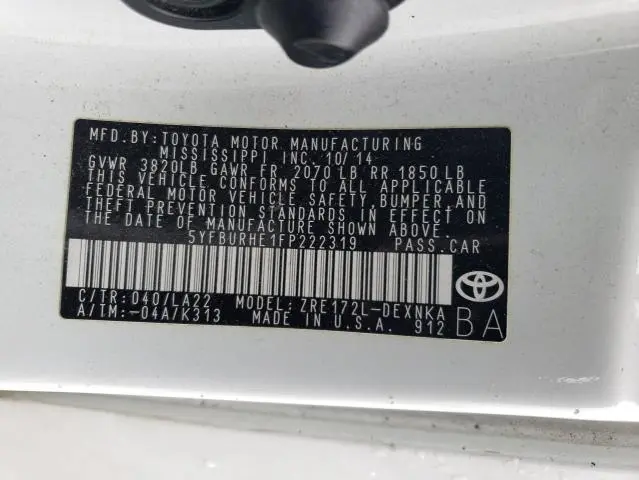 MFD.BY:TOYOTA MOTOR MANUFACTURING
MISSISSIPPI INC. 10/14
GVWR 3820LB GAWR FR 2070 LB RR 1850 LB
THIS VEHICLE CONFORMS TO ALL APPLICABLE
FEDERAL MOTOR VEHICLE SAFETY, BUMPER, AND
THEFT PREVENTION STANDARDS IN EFFECT ON
THE DATE OF MANUFACTURE SHOWN ABOVE.
5YFBURHE1FP222319 PASS.CAR
C/TR:040/LA22 MODEL:ZRE172L-DEXNKA
A/TM:-04A/K313 MADE IN U.S.A. 912
BA